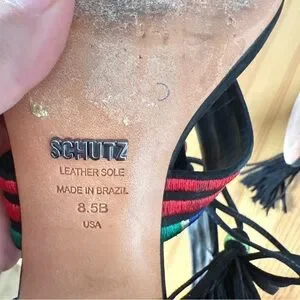 SCHUTZ
LEATHER SOLE
MADE IN BRAZIL
8.5B
USA